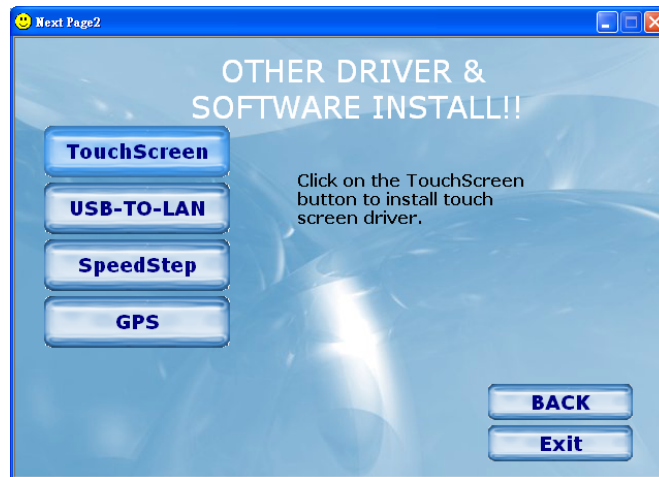 Next Page2
OTHER DRIVER &
SOFTWARE INSTALL!!
TouchScreen
USB-TO-LAN
SpeedStep
GPS
Click on the TouchScreen
button to install touch
screen driver.
BACK
Exit